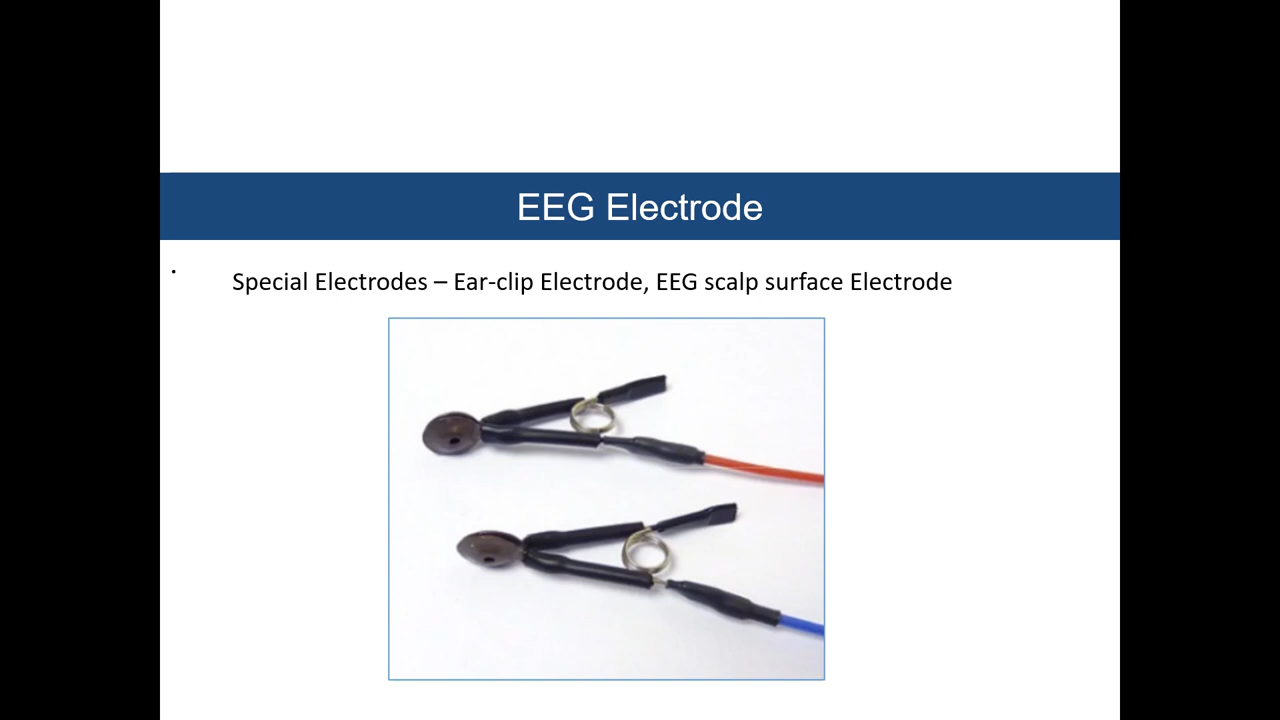 EEG Electrode
• Special Electrodes – Ear-clip Electrode, EEG scalp surface Electrode